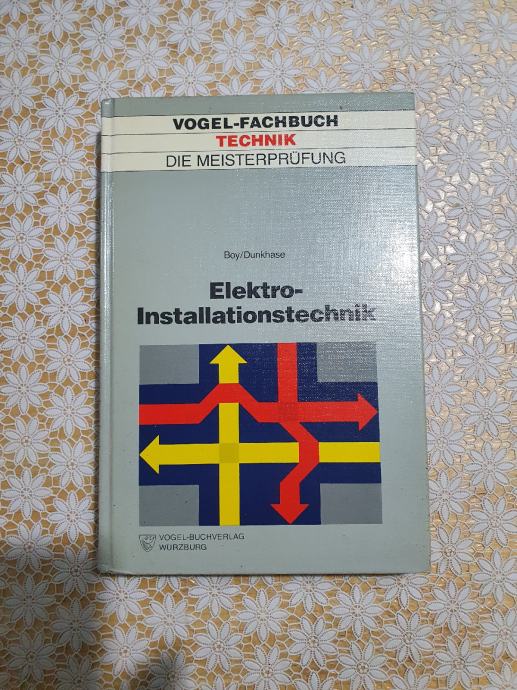 VOGEL-FACHBUCH
TECHNIK
DIE MEISTERPRÜFUNG
Boy/Dunkhase
Elektro-
Installationstechnik
VOGEL-BUCHVERLAG
WÜRZBURG